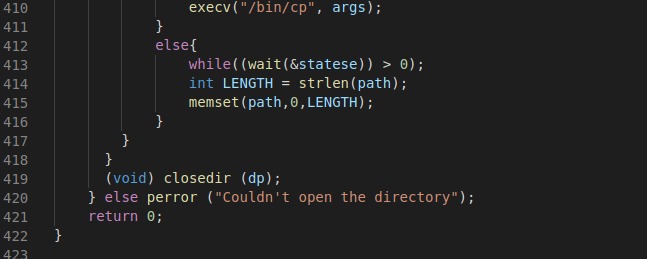 410 execv("/bin/cp", args);
411 }
412 else{
413 while((wait(&statese)) > 0);
414 int LENGTH = strlen(path);
415 memset(path,0,LENGTH);
416 }
417 }
418 }
419 (void) closedir (dp);
420 } else perror ("Couldn't open the directory");
421 return 0;
422 }
423